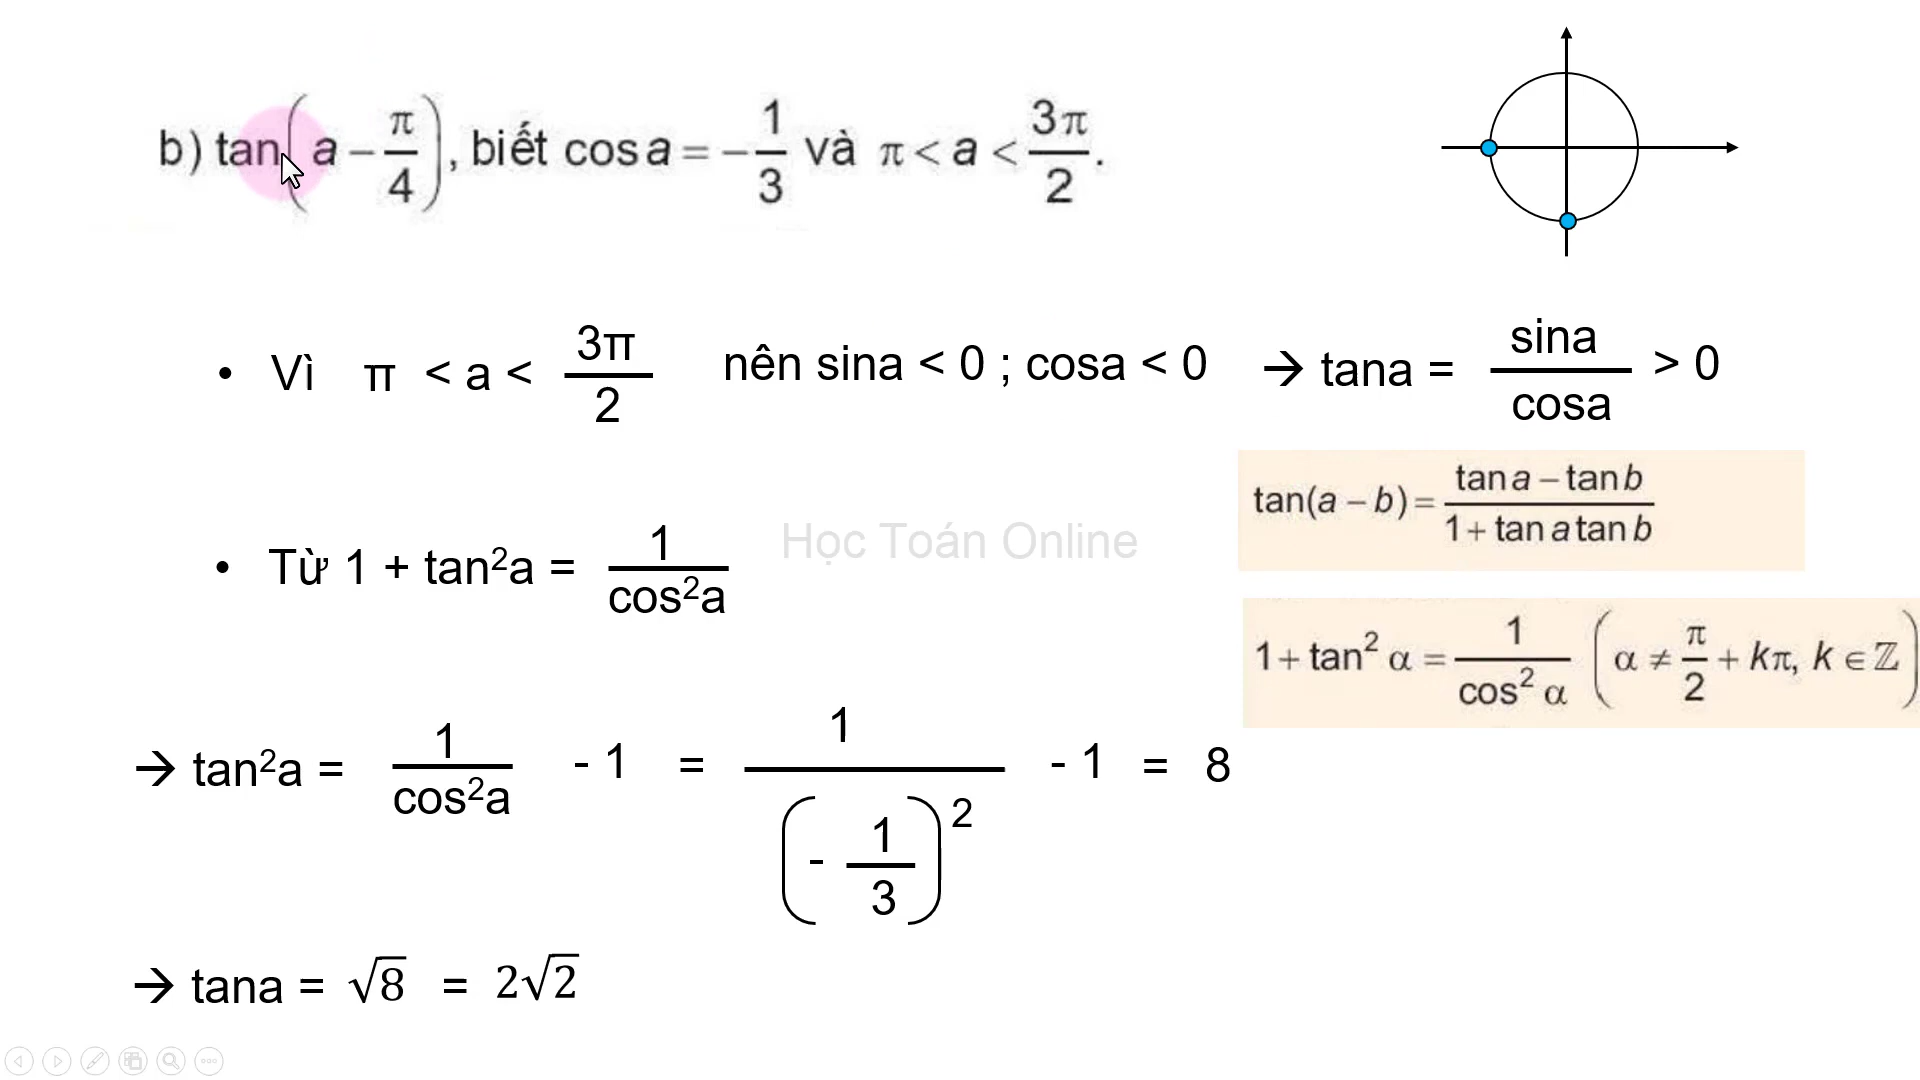 b) tan(a − π/4), biết cos a = −1/3 và π < a < 3π/2.
• Vì π < a < 3π/2 nên sina < 0 ; cosa < 0 → tana = sina/cosa > 0
tan(a − b) = (tan a − tan b)/(1 + tan a tan b)
Học Toán Online
• Từ 1 + tan²a = 1/cos²a
1 + tan² α = 1/cos² α (α ≠ π/2 + kπ, k ∈ ℤ)
→ tan²a = 1/cos²a - 1 = 1/(- 1/3)² - 1 = 8
→ tana = √8 = 2√2